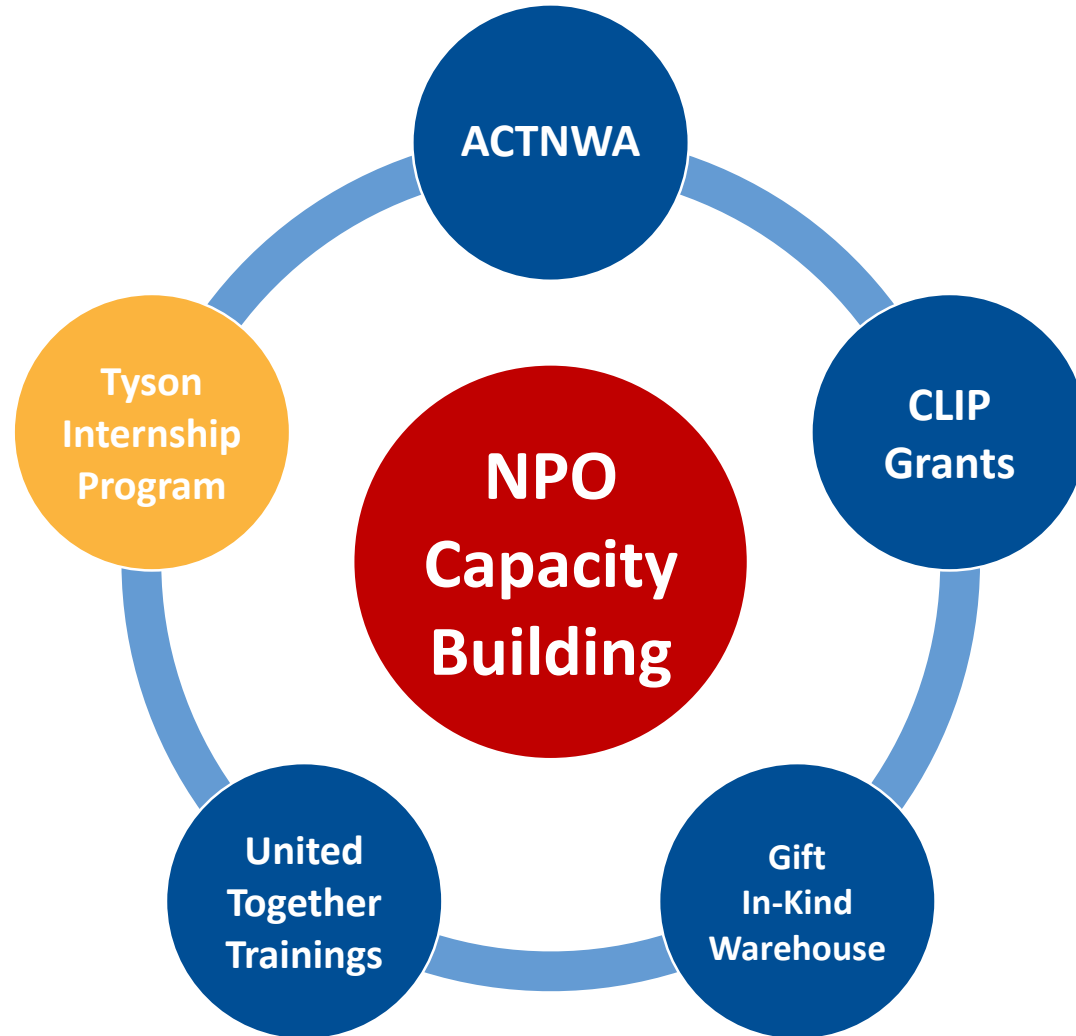 ACTNWA
CLIP
Grants
Gift
In-Kind
Warehouse
United
Together
Trainings
Tyson
Internship
Program
NPO
Capacity
Building